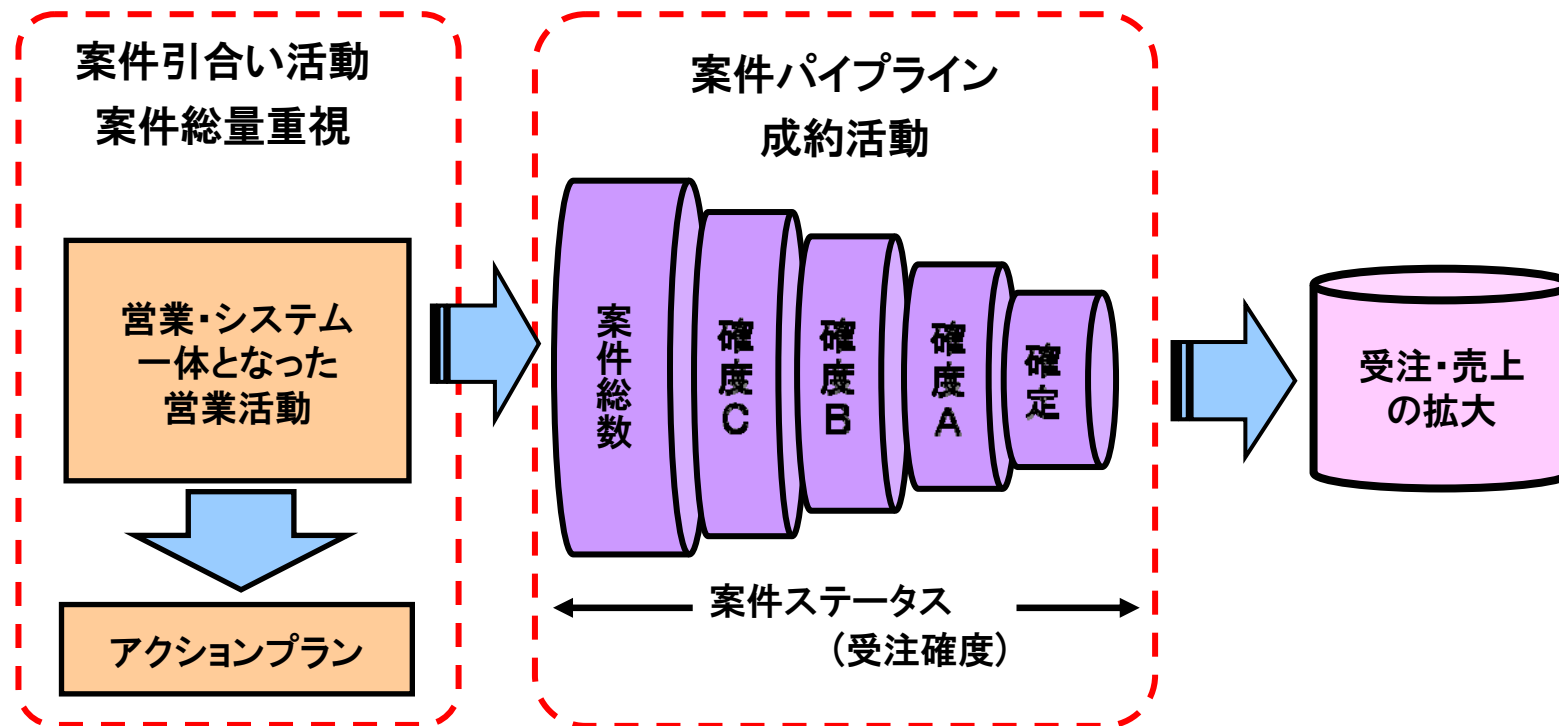 案件引合い活動
案件総量重視
営業・システム
一体となった
営業活動
アクションプラン
案件パイプライン
成約活動
案件総数
確度C
確度B
確度A
確定
案件ステータス
（受注確度）
受注・売上
の拡大